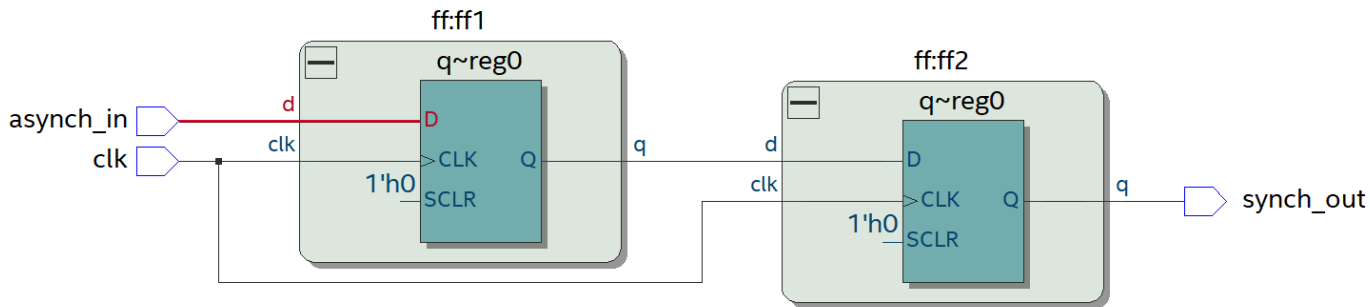 ff:ff1
q~reg0
ff:ff2
q~reg0
asynch_in
d
D
clk
clk
CLK
Q
q
d
D
1'h0
SCLR
clk
CLK
Q
q
synch_out
1'h0
SCLR